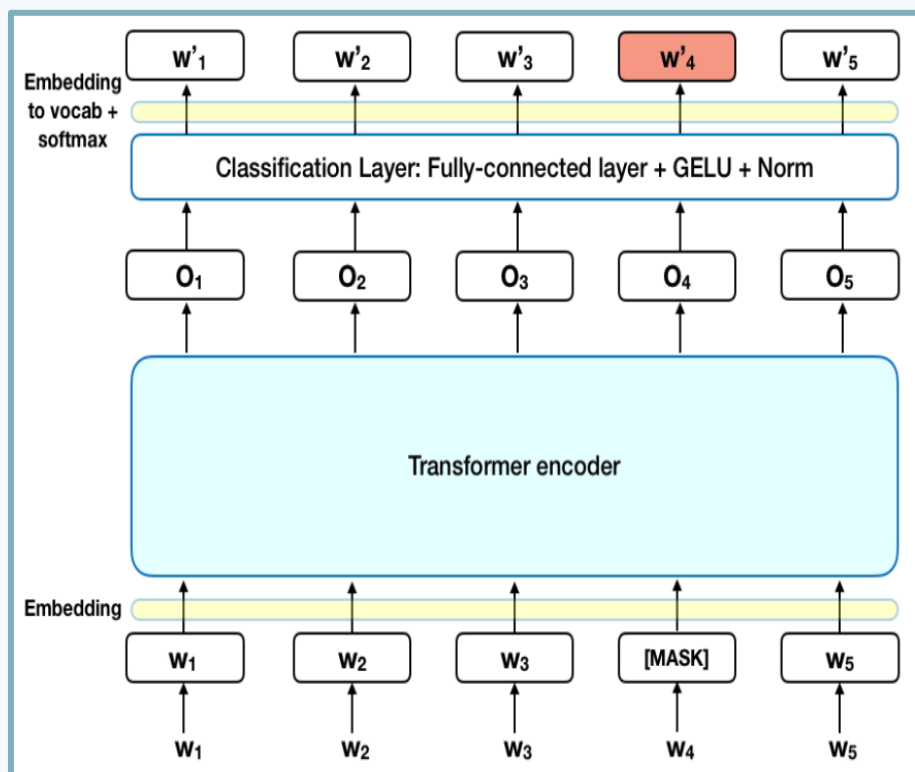 w'₁ w'₂ w'₃ w'₄ w'₅
Embedding
to vocab +
softmax
Classification Layer: Fully-connected layer + GELU + Norm
O₁ O₂ O₃ O₄ O₅
Transformer encoder
Embedding
w₁ w₂ w₃ [MASK] w₅
w₁ w₂ w₃ w₄ w₅